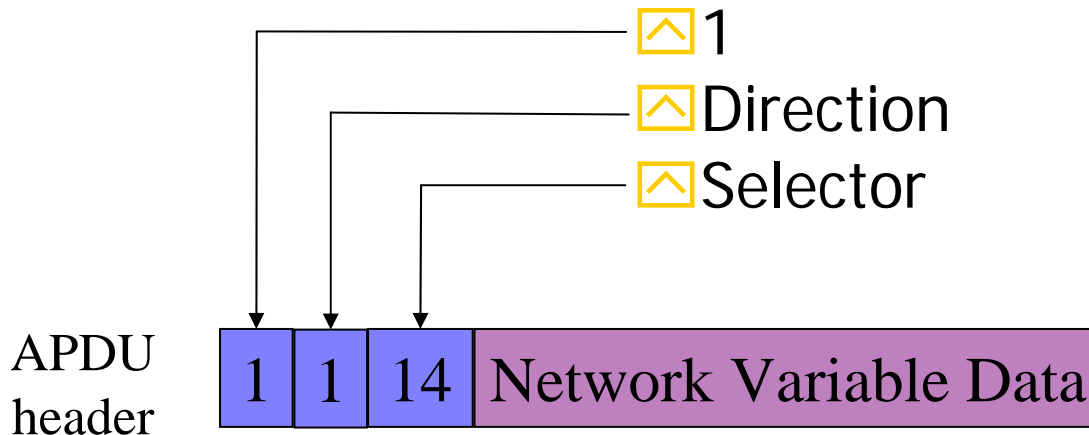 1
Direction
Selector
APDU
header
1 1 14 Network Variable Data